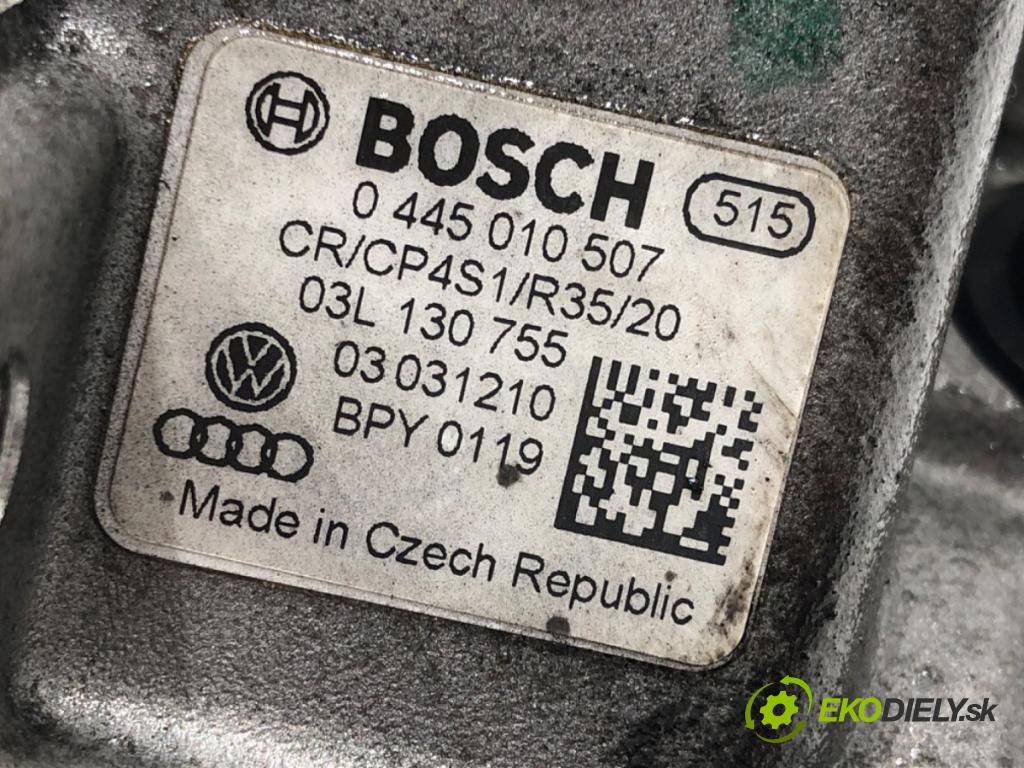 BOSCH 515
0 445 010 507
CR/CP4S1/R35/20
03L 130 755
03 031210
BPY 0119
Made in Czech Republic
EKODIELY.sk